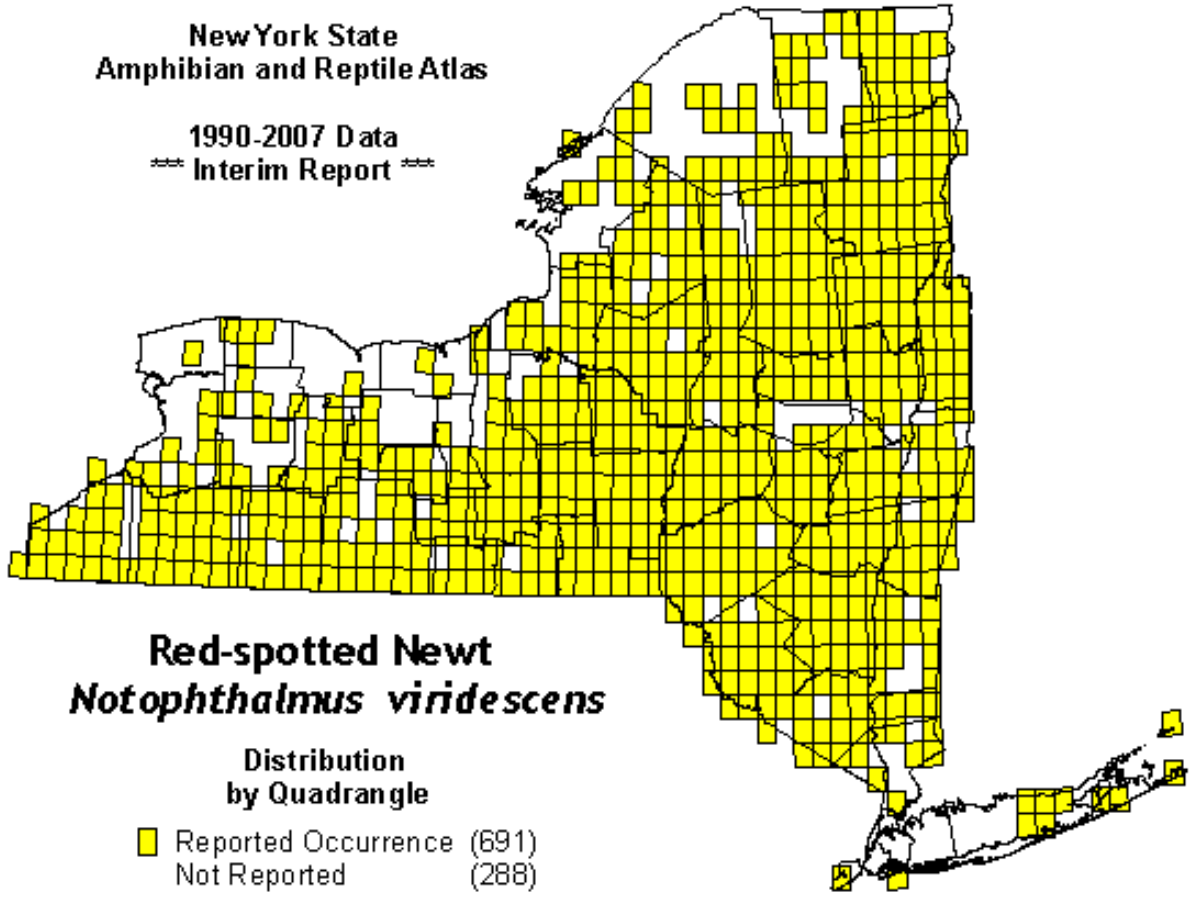 New York State
Amphibian and Reptile Atlas
1990-2007 Data
*** Interim Report ***
Red-spotted Newt
Notophthalmus viridescens
Distribution
by Quadrangle
Reported Occurrence (691)
Not Reported (288)